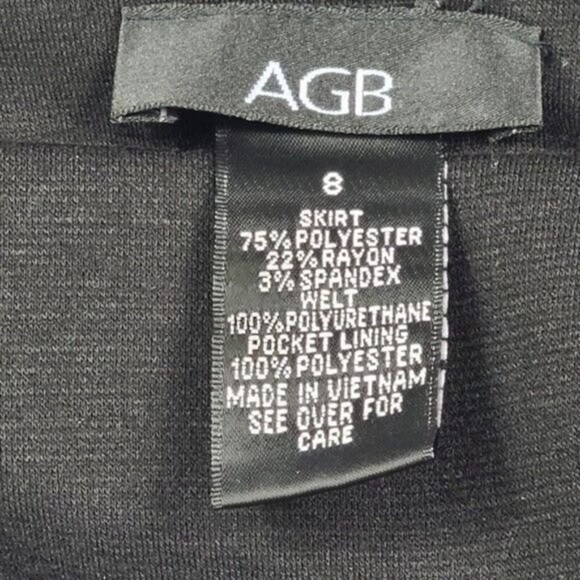 AGB
8
SKIRT
75% POLYESTER
22% RAYON
3% SPANDEX
WELT
100% POLYURETHANE
POCKET LINING
100% POLYESTER
MADE IN VIETNAM
SEE OVER FOR
CARE